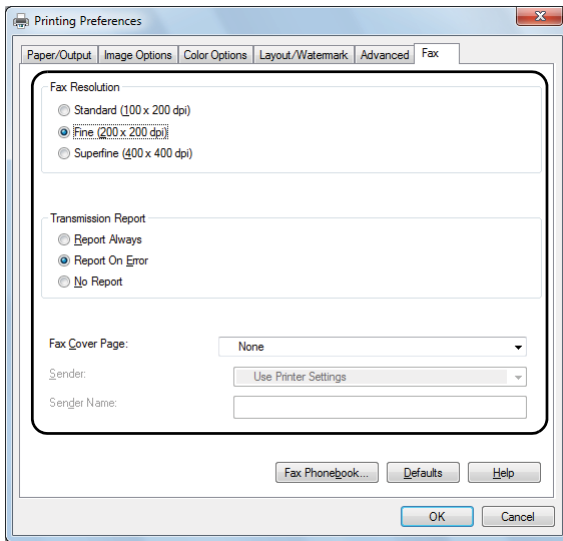 Printing Preferences
Paper/Output Image Options Color Options Layout/Watermark Advanced Fax
Fax Resolution
Standard (100 x 200 dpi)
Fine (200 x 200 dpi)
Superfine (400 x 400 dpi)
Transmission Report
Report Always
Report On Error
No Report
Fax Cover Page: None
Sender: Use Printer Settings
Sender Name:
Fax Phonebook... Defaults Help
OK Cancel